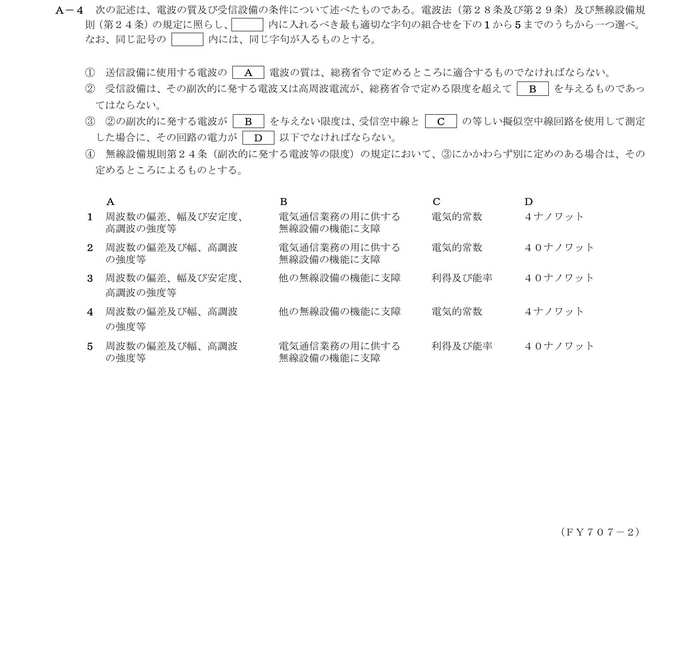 A－4 次の記述は、電波の質及び受信設備の条件について述べたものである。電波法（第２８条及び第２９条）及び無線設備規
則（第２４条）の規定に照らし、 内に入れるべき最も適切な字句の組合せを下の1から5までのうちから一つ選べ。
なお、同じ記号の 内には、同じ字句が入るものとする。
① 送信設備に使用する電波の A 電波の質は、総務省令で定めるところに適合するものでなければならない。
② 受信設備は、その副次的に発する電波又は高周波電流が、総務省令で定める限度を超えて B を与えるものであっ
てはならない。
③ ②の副次的に発する電波が B を与えない限度は、受信空中線と C の等しい擬似空中線回路を使用して測定
した場合に、その回路の電力が D 以下でなければならない。
④ 無線設備規則第２４条（副次的に発する電波等の限度）の規定において、③にかかわらず別に定めのある場合は、その
定めるところによるものとする。
A B C D
1 周波数の偏差、幅及び安定度、 電気通信業務の用に供する 電気的常数 ４ナノワット
高調波の強度等 無線設備の機能に支障
2 周波数の偏差及び幅、高調波 電気通信業務の用に供する 電気的常数 ４０ナノワット
の強度等 無線設備の機能に支障
3 周波数の偏差、幅及び安定度、 他の無線設備の機能に支障 利得及び能率 ４０ナノワット
高調波の強度等
4 周波数の偏差及び幅、高調波 他の無線設備の機能に支障 電気的常数 ４ナノワット
の強度等
5 周波数の偏差及び幅、高調波 電気通信業務の用に供する 利得及び能率 ４０ナノワット
の強度等 無線設備の機能に支障
（ＦＹ７０７－２）